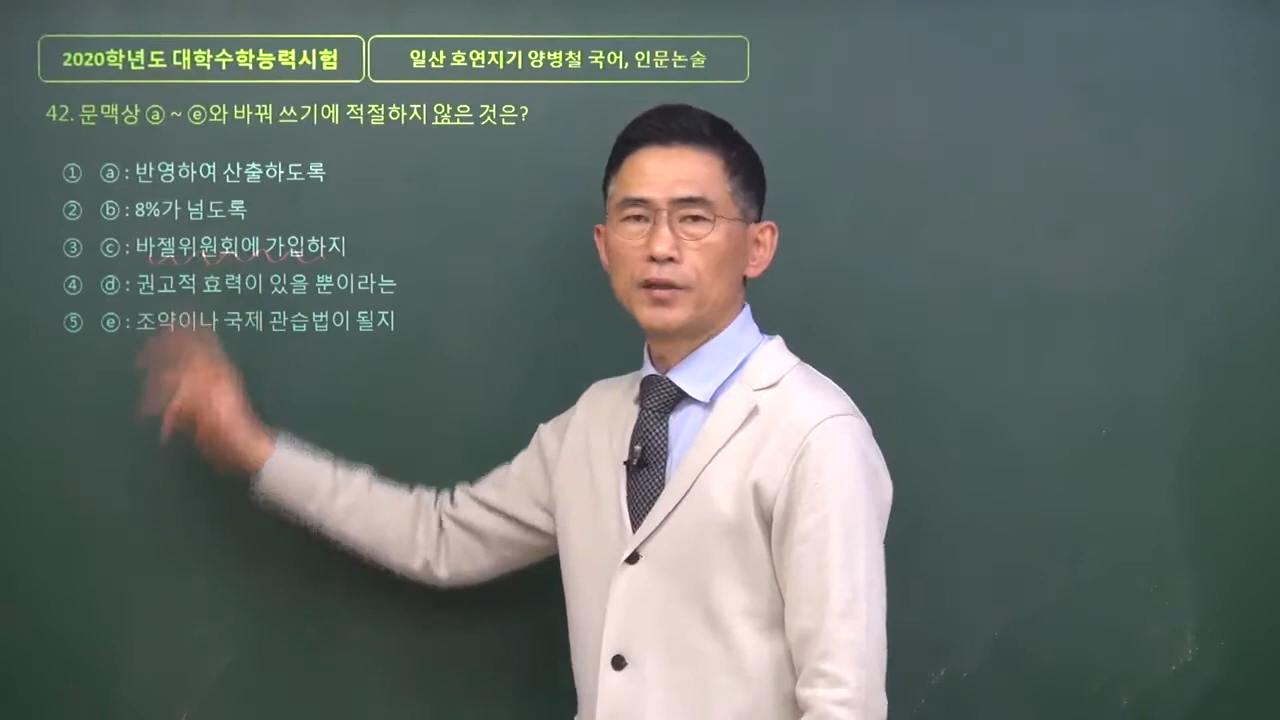 2020학년도 대학수학능력시험
일산 호연지기 양병철 국어, 인문논술
42. 문맥상 ⓐ ~ ⓔ와 바꿔 쓰기에 적절하지 않은 것은?
① ⓐ : 반영하여 산출하도록
② ⓑ : 8%가 넘도록
③ ⓒ : 바젤위원회에 가입하지
④ ⓓ : 권고적 효력이 있을 뿐이라는
⑤ ⓔ : 조약이나 국제 관습법이 될지